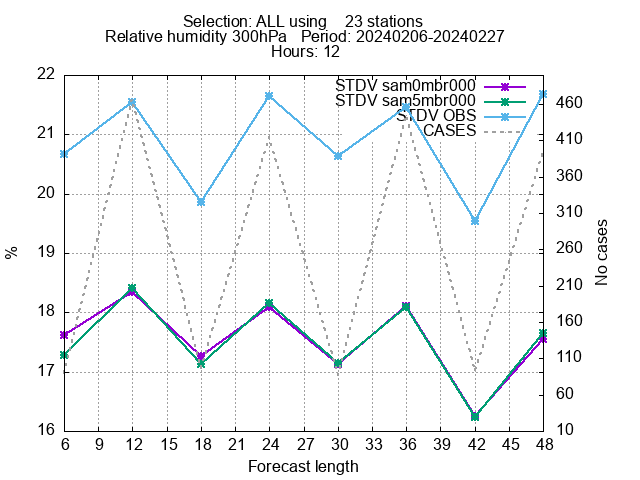 Selection: ALL using 23 stations
Relative humidity 300hPa Period: 20240206-20240227
Hours: 12
STDV sam0mbr000
STDV sam5mbr000
STDV OBS
CASES
22
21
20
19
18
17
16
%
460
410
360
310
260
210
160
110
60
10
No cases
6 9 12 15 18 21 24 27 30 33 36 39 42 45 48
Forecast length